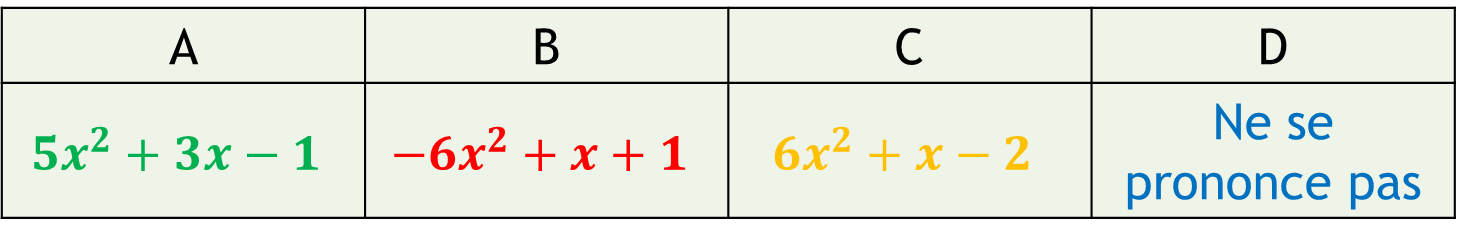 A B C D
5x² + 3x − 1 −6x² + x + 1 6x² + x − 2 Ne se
prononce pas